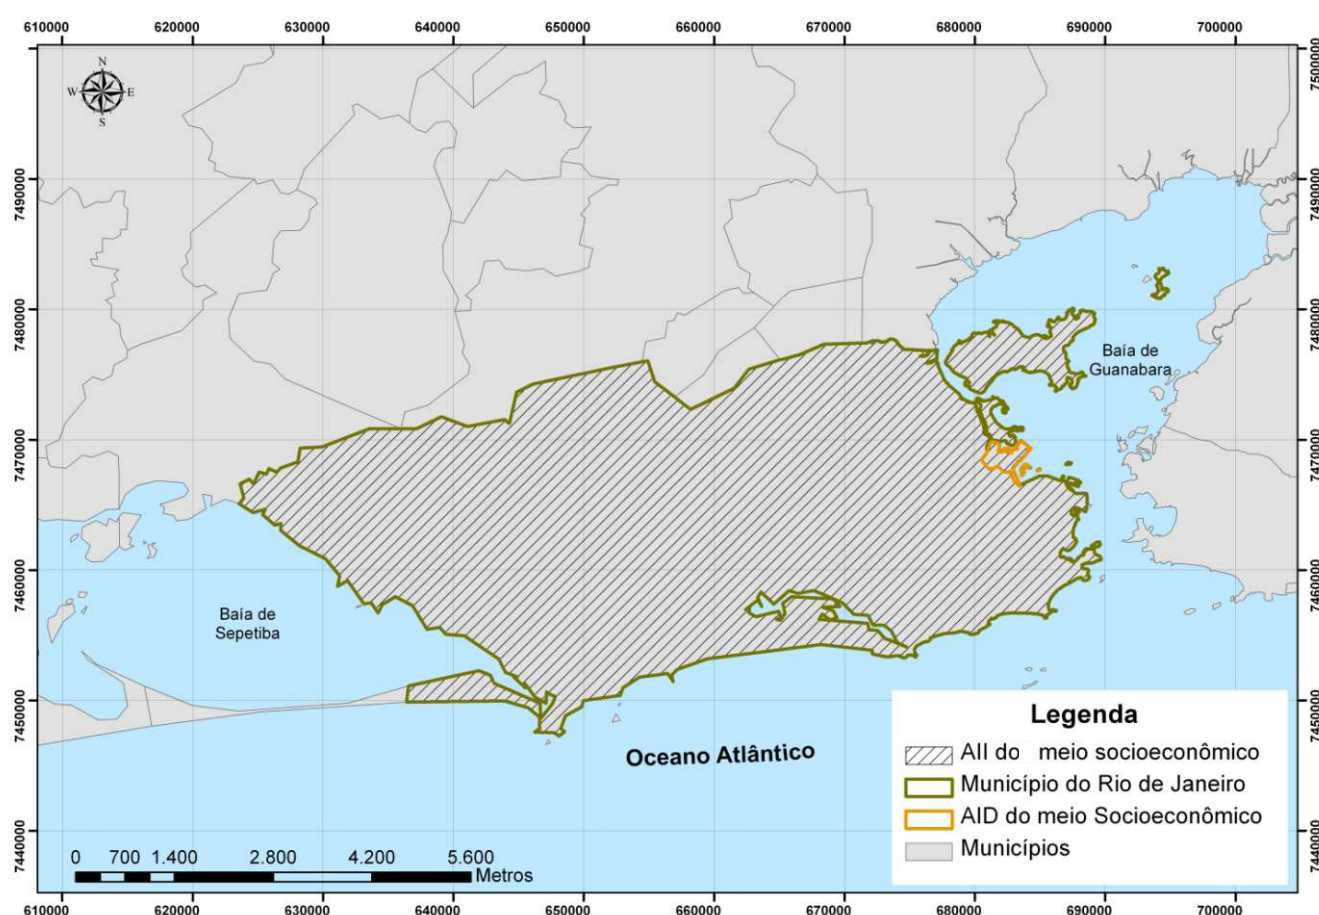 610000 620000 630000 640000 650000 660000 670000 680000 690000 700000
7500000
7490000
7480000
7470000
7460000
7450000
7440000
N
W E
S
7490000
7480000
7470000
7460000
7450000
7440000
Baía de
Guanabara
Baía de
Sepetiba
Oceano Atlântico
Legenda
AII do meio socioeconômico
Município do Rio de Janeiro
AID do meio Socioeconômico
Municípios
0 700 1.400 2.800 4.200 5.600
Metros
610000 620000 630000 640000 650000 660000 670000 680000 690000 700000